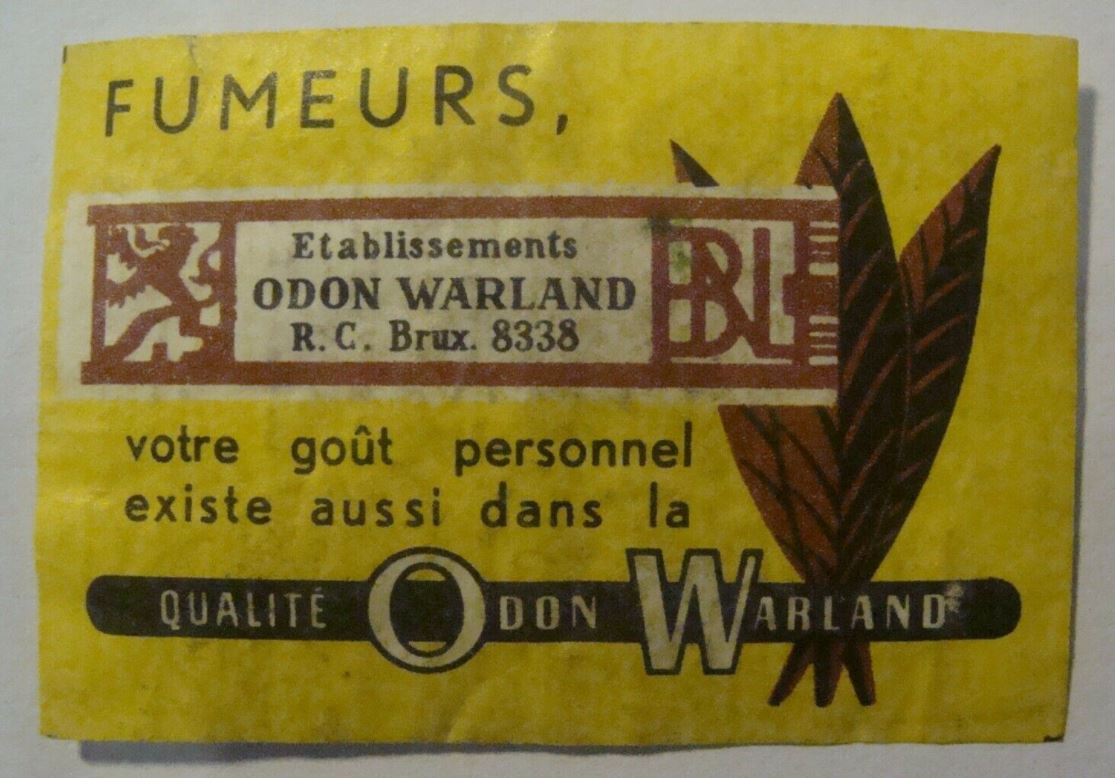 FUMEURS,
Etablissements
ODON WARLAND
R.C. Brux. 8338
votre goût personnel
existe aussi dans la
QUALITÉ ODON WARLAND